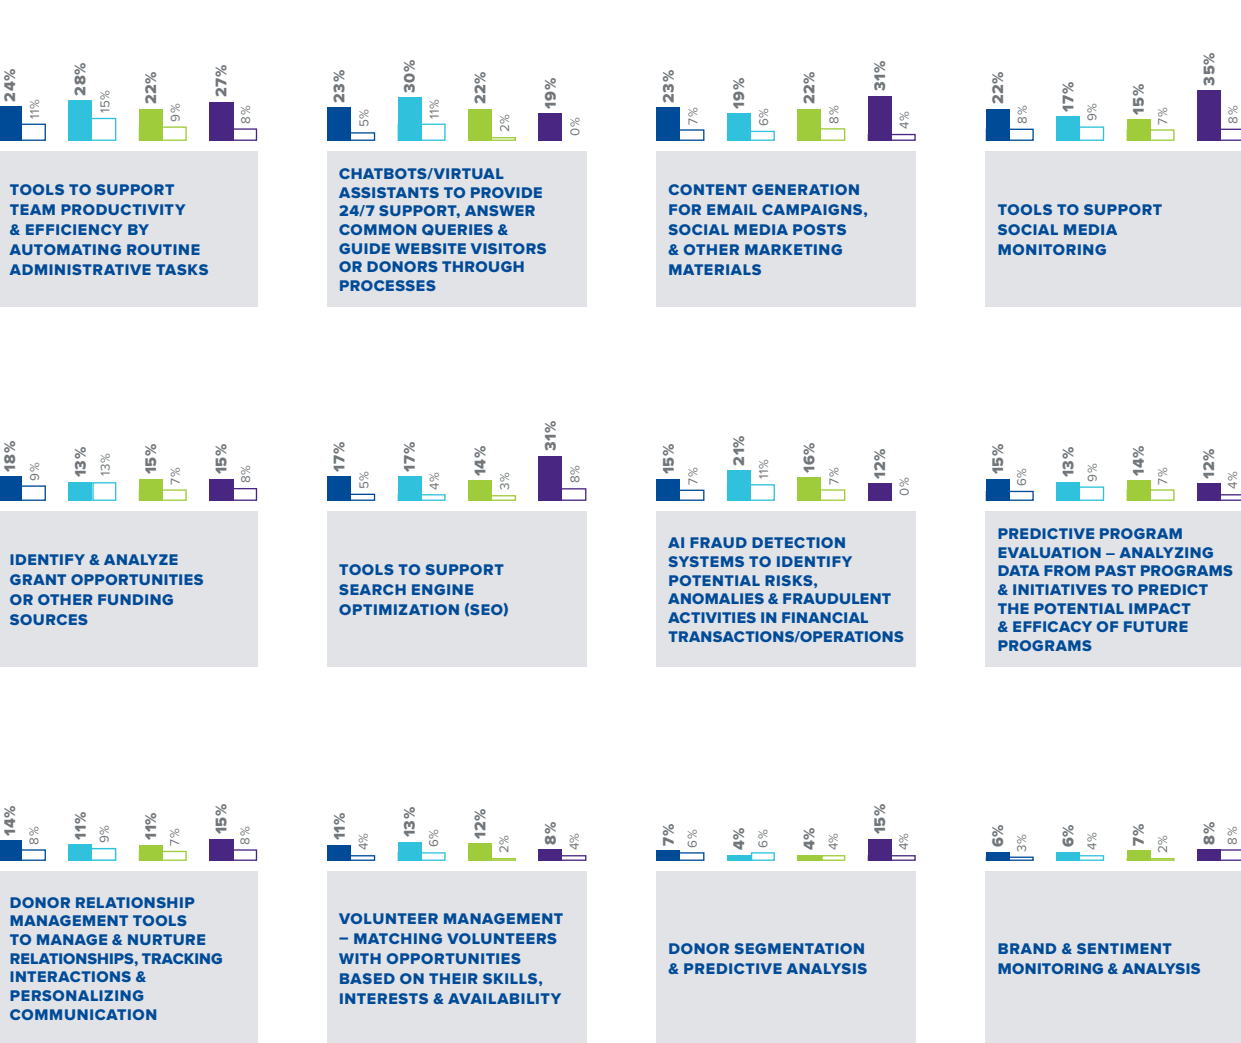 24%
11%
28%
15%
22%
9%
27%
8%
TOOLS TO SUPPORT
TEAM PRODUCTIVITY
& EFFICIENCY BY
AUTOMATING ROUTINE
ADMINISTRATIVE TASKS
23%
5%
30%
11%
22%
2%
19%
0%
CHATBOTS/VIRTUAL
ASSISTANTS TO PROVIDE
24/7 SUPPORT, ANSWER
COMMON QUERIES &
GUIDE WEBSITE VISITORS
OR DONORS THROUGH
PROCESSES
23%
7%
19%
6%
22%
8%
31%
4%
CONTENT GENERATION
FOR EMAIL CAMPAIGNS,
SOCIAL MEDIA POSTS
& OTHER MARKETING
MATERIALS
22%
8%
17%
9%
15%
7%
35%
8%
TOOLS TO SUPPORT
SOCIAL MEDIA
MONITORING
18%
9%
13%
13%
15%
7%
15%
8%
IDENTIFY & ANALYZE
GRANT OPPORTUNITIES
OR OTHER FUNDING
SOURCES
17%
5%
17%
4%
14%
3%
31%
8%
TOOLS TO SUPPORT
SEARCH ENGINE
OPTIMIZATION (SEO)
15%
7%
21%
11%
16%
7%
12%
0%
AI FRAUD DETECTION
SYSTEMS TO IDENTIFY
POTENTIAL RISKS,
ANOMALIES & FRAUDULENT
ACTIVITIES IN FINANCIAL
TRANSACTIONS/OPERATIONS
15%
6%
13%
9%
14%
7%
12%
4%
PREDICTIVE PROGRAM
EVALUATION – ANALYZING
DATA FROM PAST PROGRAMS
& INITIATIVES TO PREDICT
THE POTENTIAL IMPACT
& EFFICACY OF FUTURE
PROGRAMS
14%
8%
11%
9%
11%
7%
15%
8%
DONOR RELATIONSHIP
MANAGEMENT TOOLS
TO MANAGE & NURTURE
RELATIONSHIPS, TRACKING
INTERACTIONS &
PERSONALIZING
COMMUNICATION
11%
4%
13%
6%
12%
2%
8%
4%
VOLUNTEER MANAGEMENT
– MATCHING VOLUNTEERS
WITH OPPORTUNITIES
BASED ON THEIR SKILLS,
INTERESTS & AVAILABILITY
7%
6%
4%
6%
4%
4%
15%
4%
DONOR SEGMENTATION
& PREDICTIVE ANALYSIS
6%
3%
6%
4%
7%
2%
8%
8%
BRAND & SENTIMENT
MONITORING & ANALYSIS